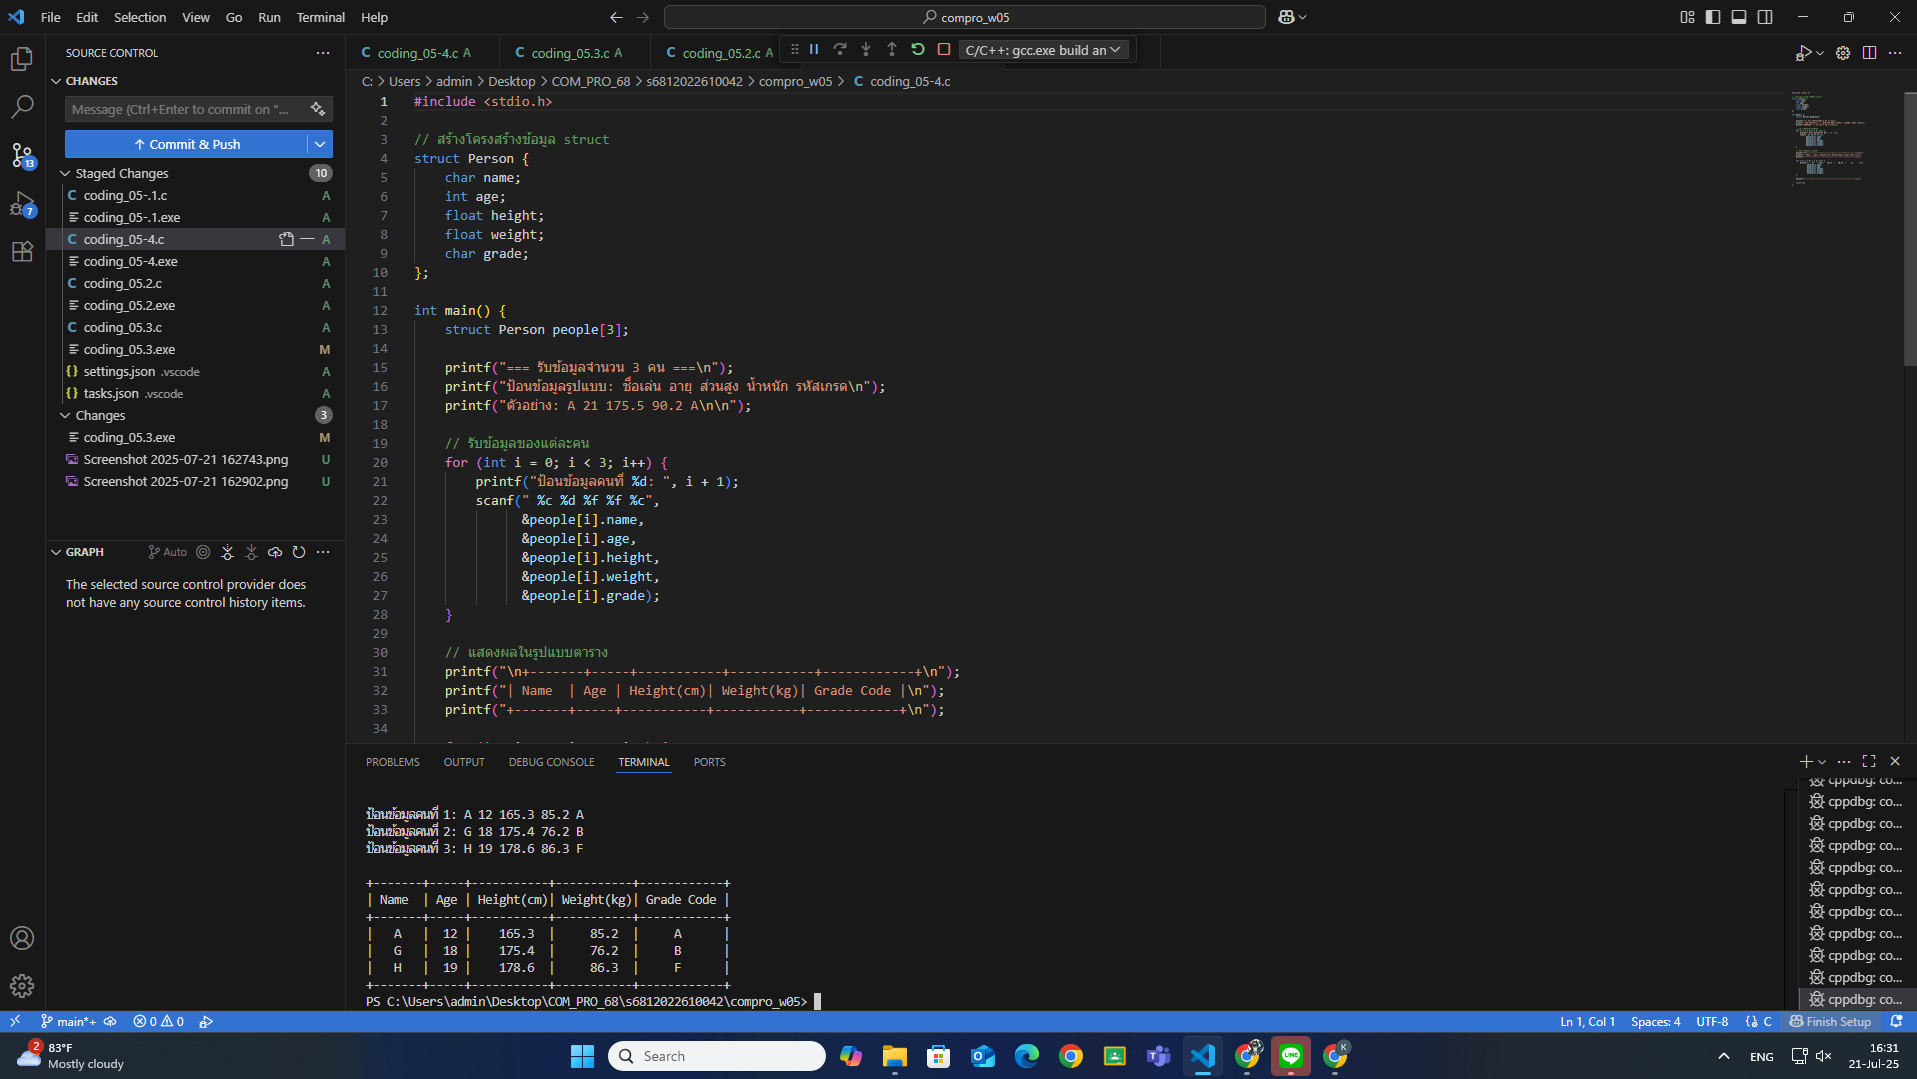 File Edit Selection View Go Run Terminal Help
compro_w05
SOURCE CONTROL
CHANGES
Message (Ctrl+Enter to commit on "...
Commit & Push
Staged Changes 10
coding_05-.1.c A
coding_05-.1.exe A
coding_05-4.c A
coding_05-4.exe A
coding_05.2.c A
coding_05.2.exe A
coding_05.3.c A
coding_05.3.exe M
settings.json .vscode A
tasks.json .vscode A
Changes 3
coding_05.3.exe M
Screenshot 2025-07-21 162743.png U
Screenshot 2025-07-21 162902.png U
13
7
GRAPH Auto
The selected source control provider does
not have any source control history items.
coding_05-4.c A coding_05.3.c A coding_05.2.c A
C/C++: gcc.exe build an
C: > Users > admin > Desktop > COM_PRO_68 > s6812022610042 > compro_w05 > coding_05-4.c
1 #include <stdio.h>
2
3 // สร้างโครงสร้างข้อมูล struct
4 struct Person {
5 char name;
6 int age;
7 float height;
8 float weight;
9 char grade;
10 };
11
12 int main() {
13 struct Person people[3];
14
15 printf("=== รับข้อมูลจำนวน 3 คน ===\n");
16 printf("ป้อนข้อมูลรูปแบบ: ชื่อเล่น อายุ ส่วนสูง น้ำหนัก รหัสเกรด\n");
17 printf("ตัวอย่าง: A 21 175.5 90.2 A\n\n");
18
19 // รับข้อมูลของแต่ละคน
20 for (int i = 0; i < 3; i++) {
21 printf("ป้อนข้อมูลคนที่ %d: ", i + 1);
22 scanf(" %c %d %f %f %c",
23 &people[i].name,
24 &people[i].age,
25 &people[i].height,
26 &people[i].weight,
27 &people[i].grade);
28 }
29
30 // แสดงผลในรูปแบบตาราง
31 printf("\n+-------+-----+-----------+-----------+------------+\n");
32 printf("| Name  | Age | Height(cm)| Weight(kg)| Grade Code |\n");
33 printf("+-------+-----+-----------+-----------+------------+\n");
34
PROBLEMS OUTPUT DEBUG CONSOLE TERMINAL PORTS
ป้อนข้อมูลคนที่ 1: A 12 165.3 85.2 A
ป้อนข้อมูลคนที่ 2: G 18 175.4 76.2 B
ป้อนข้อมูลคนที่ 3: H 19 178.6 86.3 F
+-------+-----+-----------+-----------+------------+
| Name  | Age | Height(cm)| Weight(kg)| Grade Code |
+-------+-----+-----------+-----------+------------+
|   A   |  12 |    165.3  |     85.2  |     A      |
|   G   |  18 |    175.4  |     76.2  |     B      |
|   H   |  19 |    178.6  |     86.3  |     F      |
+-------+-----+-----------+-----------+------------+
PS C:\Users\admin\Desktop\COM_PRO_68\s6812022610042\compro_w05>
cppdbg: co...
cppdbg: co...
cppdbg: co...
cppdbg: co...
cppdbg: co...
cppdbg: co...
cppdbg: co...
cppdbg: co...
cppdbg: co...
cppdbg: co...
cppdbg: co...
main*+ 0 0
Ln 1, Col 1 Spaces: 4 UTF-8 C Finish Setup
2
83°F
Mostly cloudy
Search
LINE
K
ENG
16:31
21-Jul-25